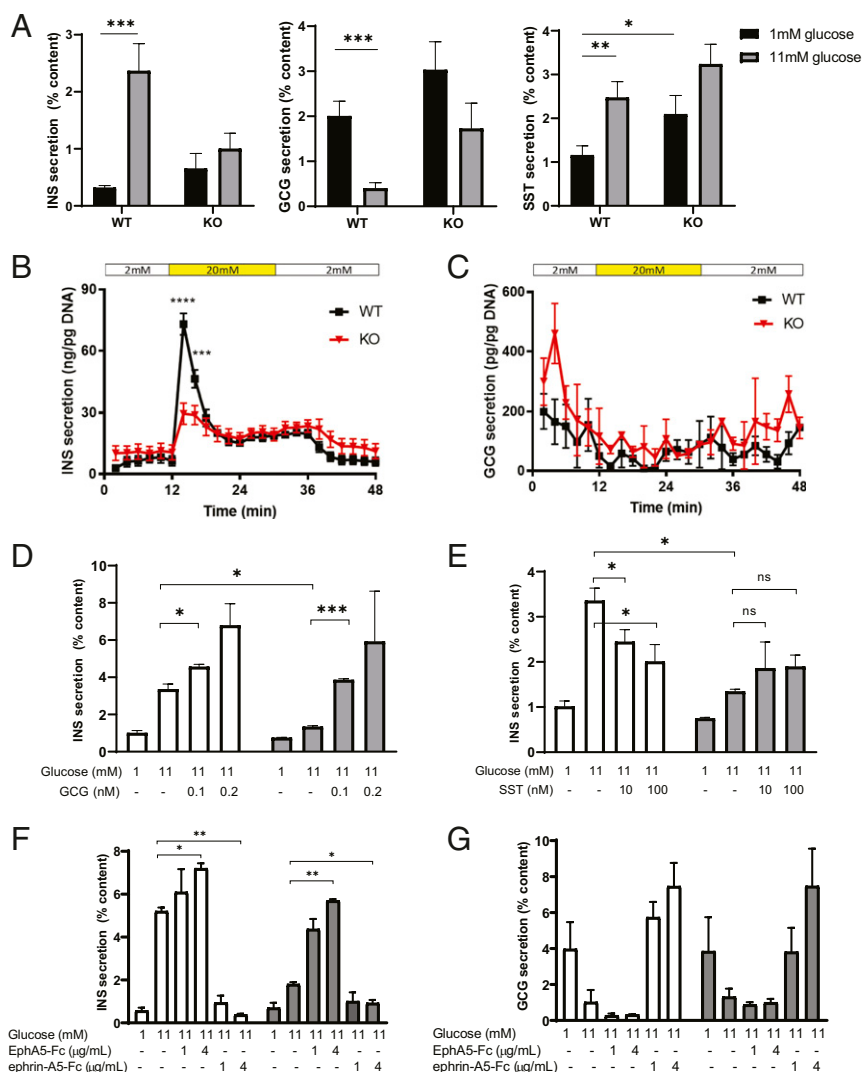 A
INS secretion (% content)
3
2
1
0
***
WT
KO
GCG secretion (% content)
4
3
2
1
0
***
WT
KO
SST secretion (% content)
4
3
2
1
0
*
**
WT
KO
1mM glucose
11mM glucose
B
2mM
20mM
2mM
INS secretion (ng/pg DNA)
90
60
30
0
****
***
WT
KO
0 12 24 36 48
Time (min)
C
2mM
20mM
2mM
GCG secretion (pg/pg DNA)
600
400
200
0
WT
KO
0 12 24 36 48
Time (min)
D
INS secretion (% content)
10
8
6
4
2
0
*
*
***
Glucose (mM) 1 11 11 11 1 11 11 11
GCG (nM) - - 0.1 0.2 - - 0.1 0.2
E
INS secretion (% content)
5
4
3
2
1
0
*
*
*
ns
ns
Glucose (mM) 1 11 11 11 1 11 11 11
SST (nM) - - 10 100 - - 10 100
F
INS secretion (% content)
8
6
4
2
0
**
*
*
**
Glucose (mM) 1 11 11 11 11 11 1 11 11 11 11 11
EphA5-Fc (µg/mL) - - 1 4 - - - - 1 4 - -
ephrin-A5-Fc (µg/mL) - - - - 1 4 - - - - 1 4
G
GCG secretion (% content)
10
8
6
4
2
0
Glucose (mM) 1 11 11 11 11 11 1 11 11 11 11 11
EphA5-Fc (µg/mL) - - 1 4 - - - - 1 4 - -
ephrin-A5-Fc (µg/mL) - - - - 1 4 - - - - 1 4